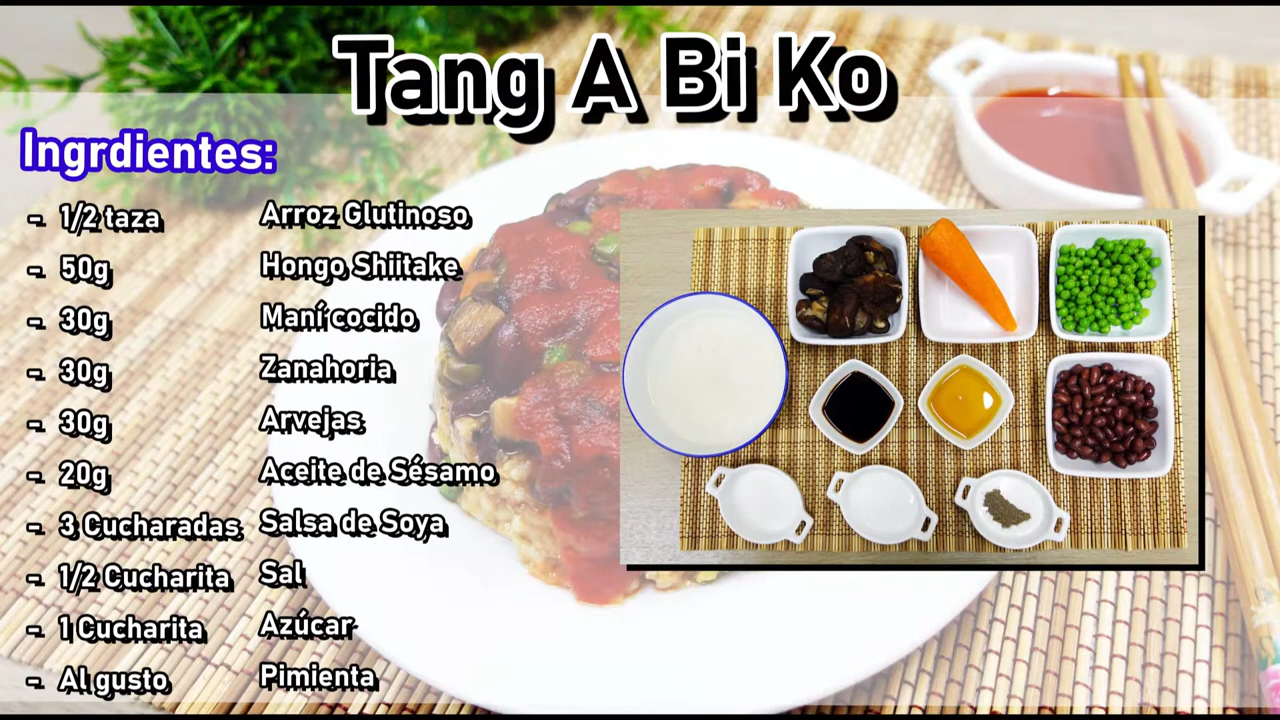 Tang A Bi Ko
Ingrdientes:
- 1/2 taza Arroz Glutinoso
- 50g Hongo Shiitake
- 30g Maní cocido
- 30g Zanahoria
- 30g Arvejas
- 20g Aceite de Sésamo
- 3 Cucharadas Salsa de Soya
- 1/2 Cucharita Sal
- 1 Cucharita Azúcar
- Al gusto Pimienta